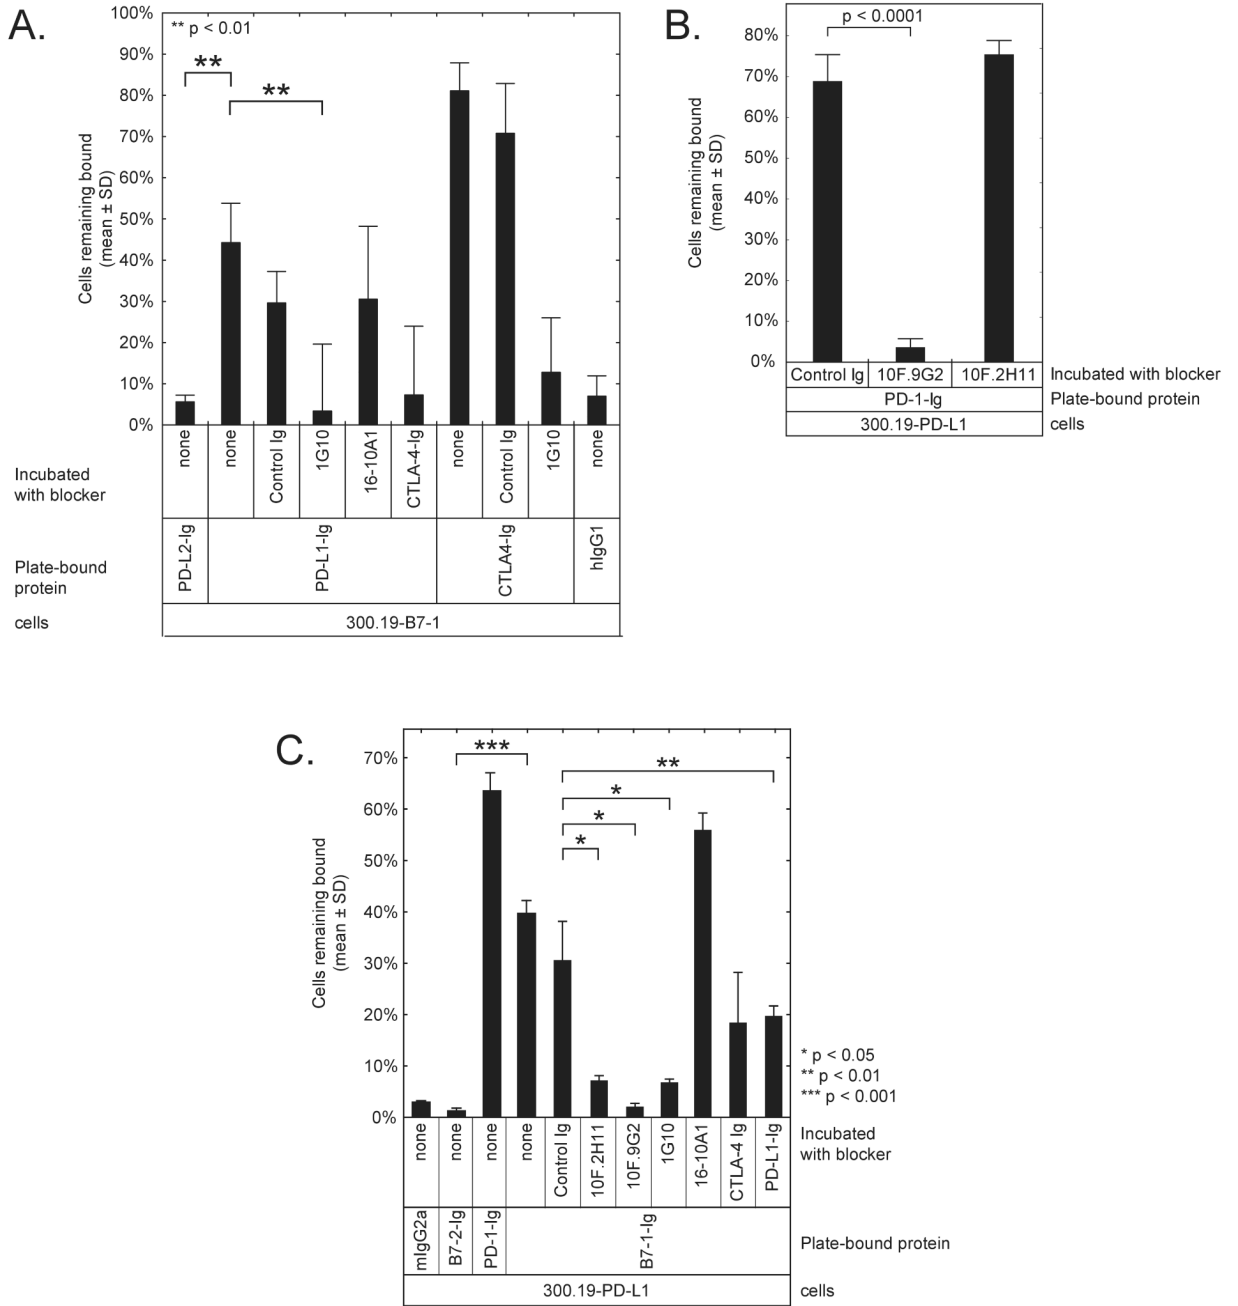 A.
** p < 0.01
**
**
Cells remaining bound
(mean ± SD)
100%
90%
80%
70%
60%
50%
40%
30%
20%
10%
0%
Incubated
with blocker
none
none
Control Ig
1G10
16-10A1
CTLA-4-Ig
none
Control Ig
1G10
none
Plate-bound
protein
PD-L2-Ig
PD-L1-Ig
CTLA4-Ig
hIgG1
cells
300.19-B7-1
B.
p < 0.0001
Cells remaining bound
(mean ± SD)
80%
70%
60%
50%
40%
30%
20%
10%
0%
Control Ig
10F.9G2
10F.2H11
Incubated with blocker
PD-1-Ig
Plate-bound protein
300.19-PD-L1
cells
C.
***
**
*
*
*
Cells remaining bound
(mean ± SD)
70%
60%
50%
40%
30%
20%
10%
0%
* p < 0.05
** p < 0.01
*** p < 0.001
none
none
none
none
Control Ig
10F.2H11
10F.9G2
1G10
16-10A1
CTLA-4 Ig
PD-L1-Ig
Incubated
with blocker
mIgG2a
B7-2-Ig
PD-1-Ig
B7-1-Ig
Plate-bound protein
300.19-PD-L1
cells